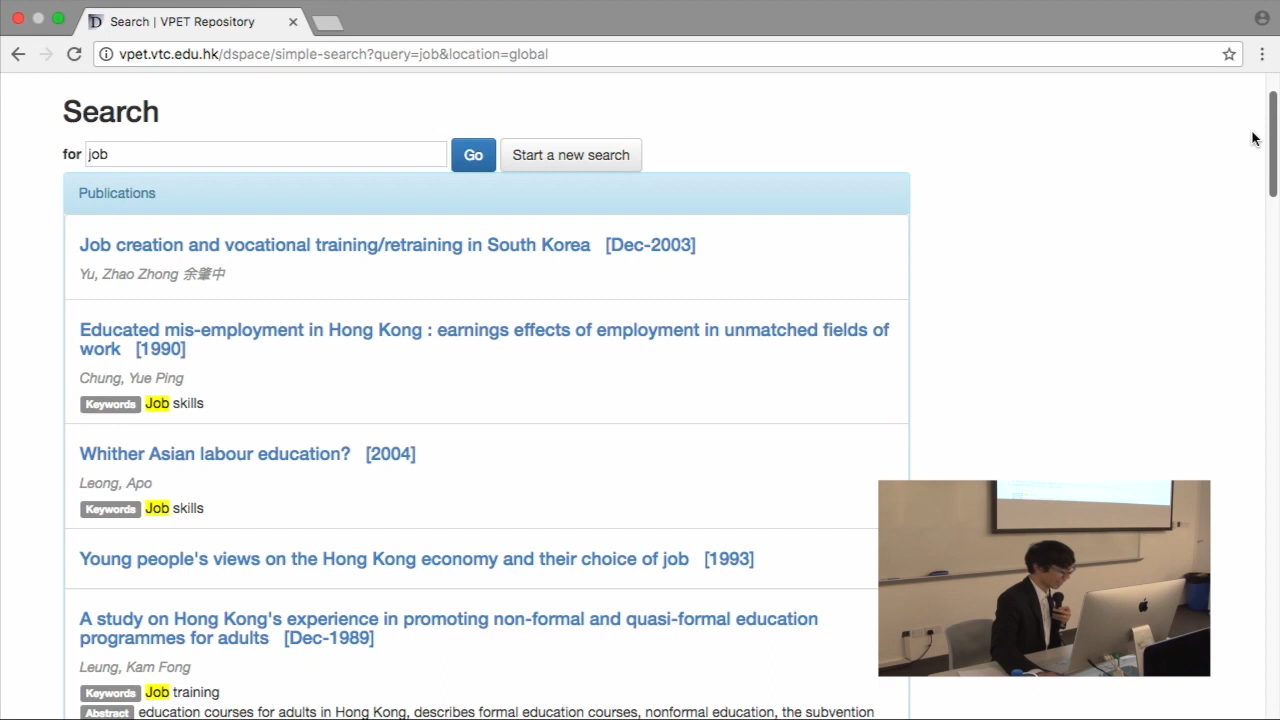 Search | VPET Repository
vpet.vtc.edu.hk/dspace/simple-search?query=job&location=global
Search
for job Go Start a new search
Publications
Job creation and vocational training/retraining in South Korea [Dec-2003]
Yu, Zhao Zhong 余肇中
Educated mis-employment in Hong Kong : earnings effects of employment in unmatched fields of
work [1990]
Chung, Yue Ping
Keywords Job skills
Whither Asian labour education? [2004]
Leong, Apo
Keywords Job skills
Young people's views on the Hong Kong economy and their choice of job [1993]
A study on Hong Kong's experience in promoting non-formal and quasi-formal education
programmes for adults [Dec-1989]
Leung, Kam Fong
Keywords Job training
Abstract education courses for adults in Hong Kong, describes formal education courses, nonformal education, the subvention